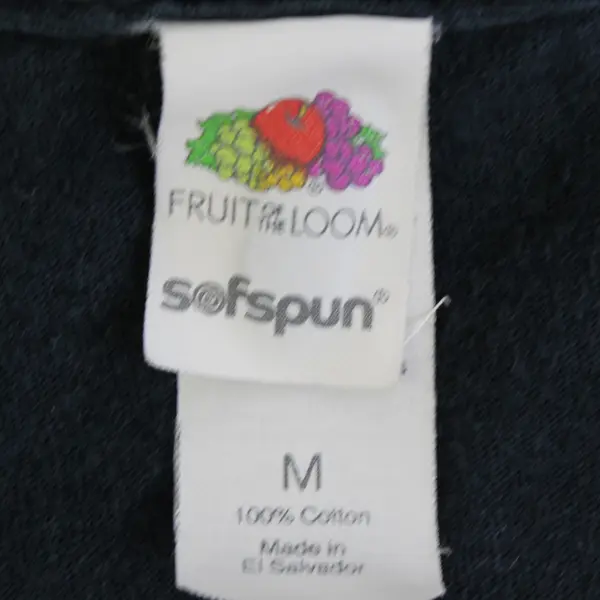 FRUIT OF THE LOOM®
sofspun®
M
100% Cotton
Made in
El Salvador